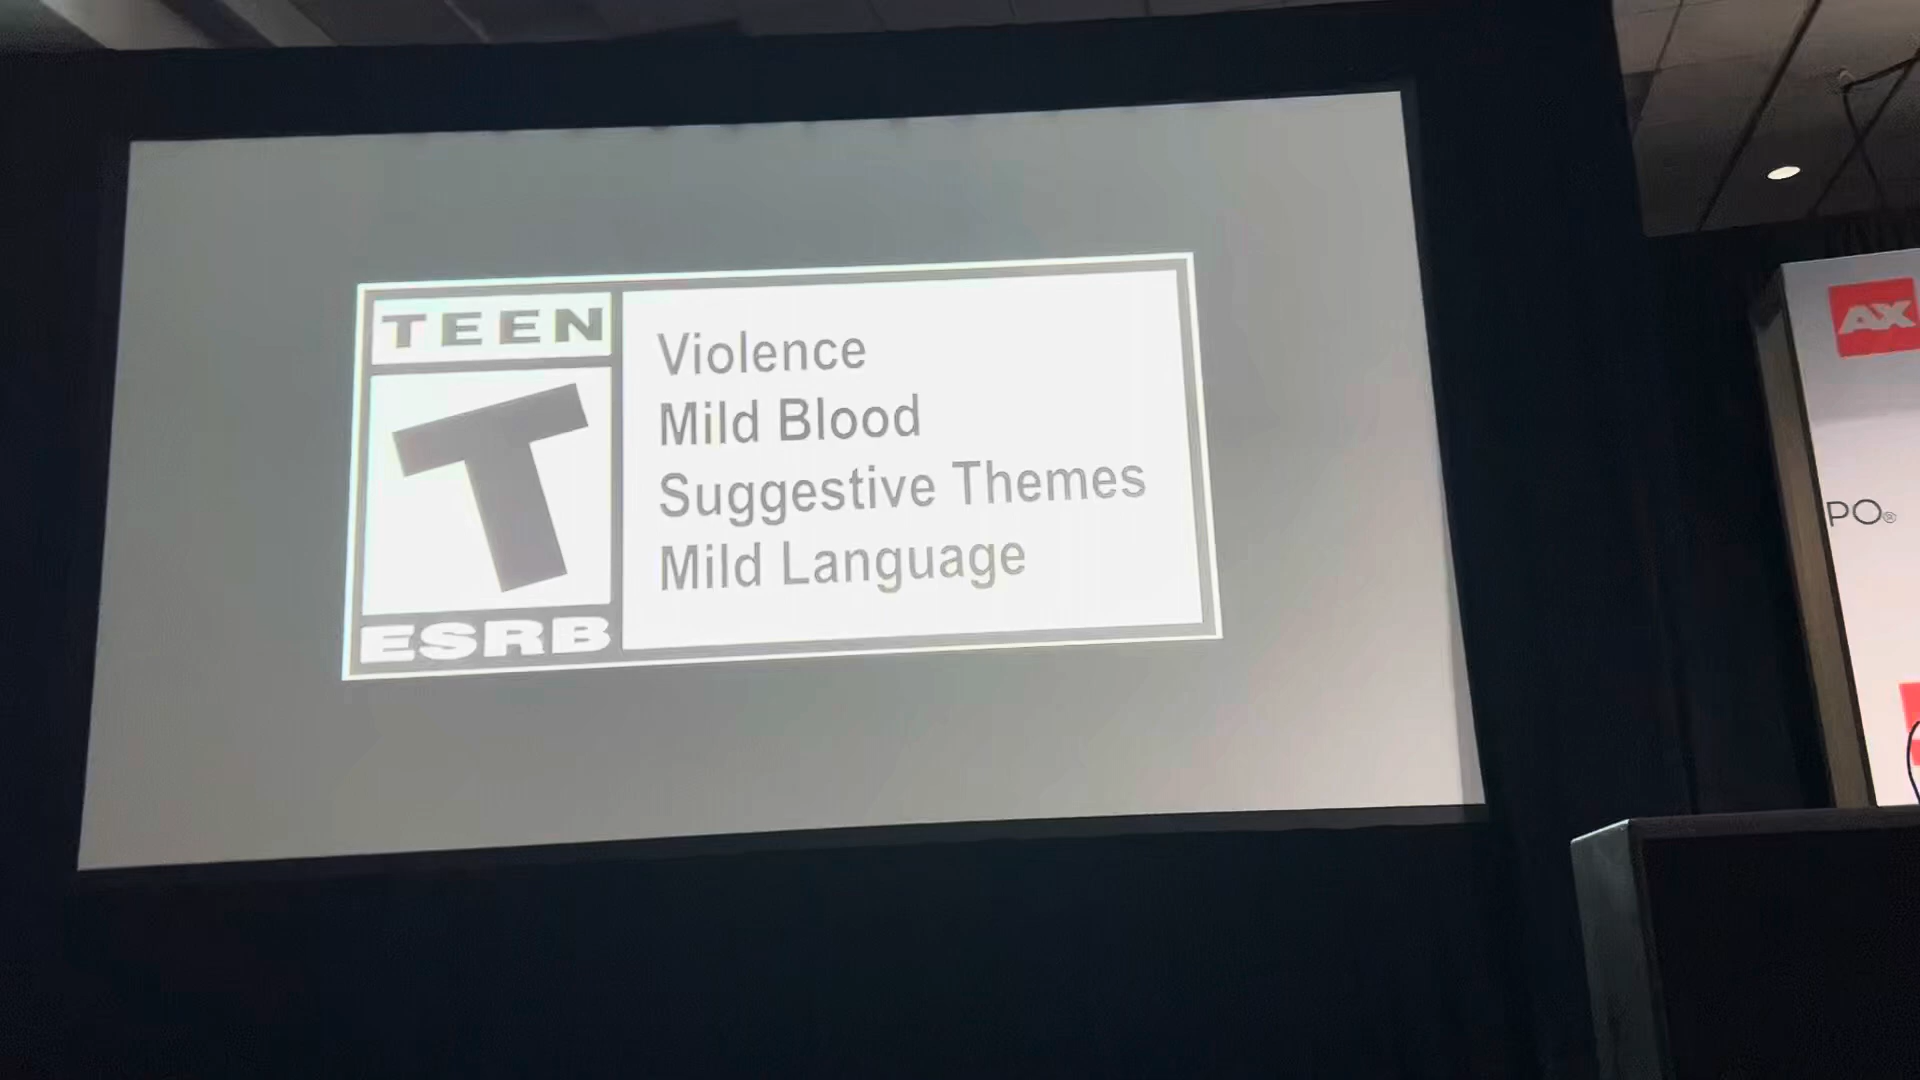 TEEN
T
ESRB
Violence
Mild Blood
Suggestive Themes
Mild Language
AX
PO®